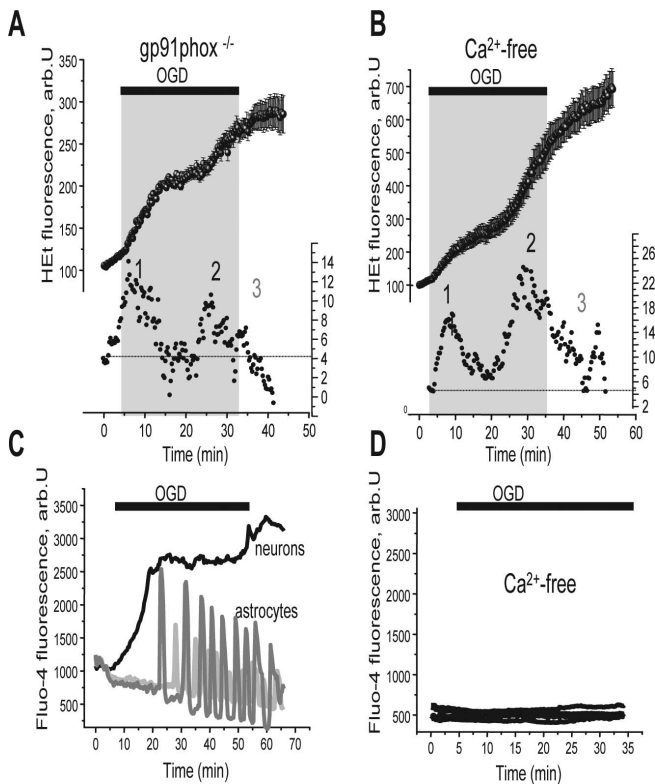 A
gp91phox -/-
OGD
HEt fluorescence, arb.U
350
300
250
200
150
100
14
12
10
8
6
4
2
0
1
2
3
0 10 20 30 40 50
Time (min)
B
Ca2+-free
OGD
HEt fluorescence, arb.U
700
600
500
400
300
200
100
0
26
22
18
14
10
6
2
1
2
3
0 10 20 30 40 50 60
Time (min)
C
OGD
Fluo-4 fluorescence, arb.U
3500
3000
2500
2000
1500
1000
500
neurons
astrocytes
0 10 20 30 40 50 60 70
Time (min)
D
OGD
Ca2+-free
Fluo-4 fluorescence, arb.U
3000
2500
2000
1500
1000
500
0 5 10 15 20 25 30 35
Time (min)